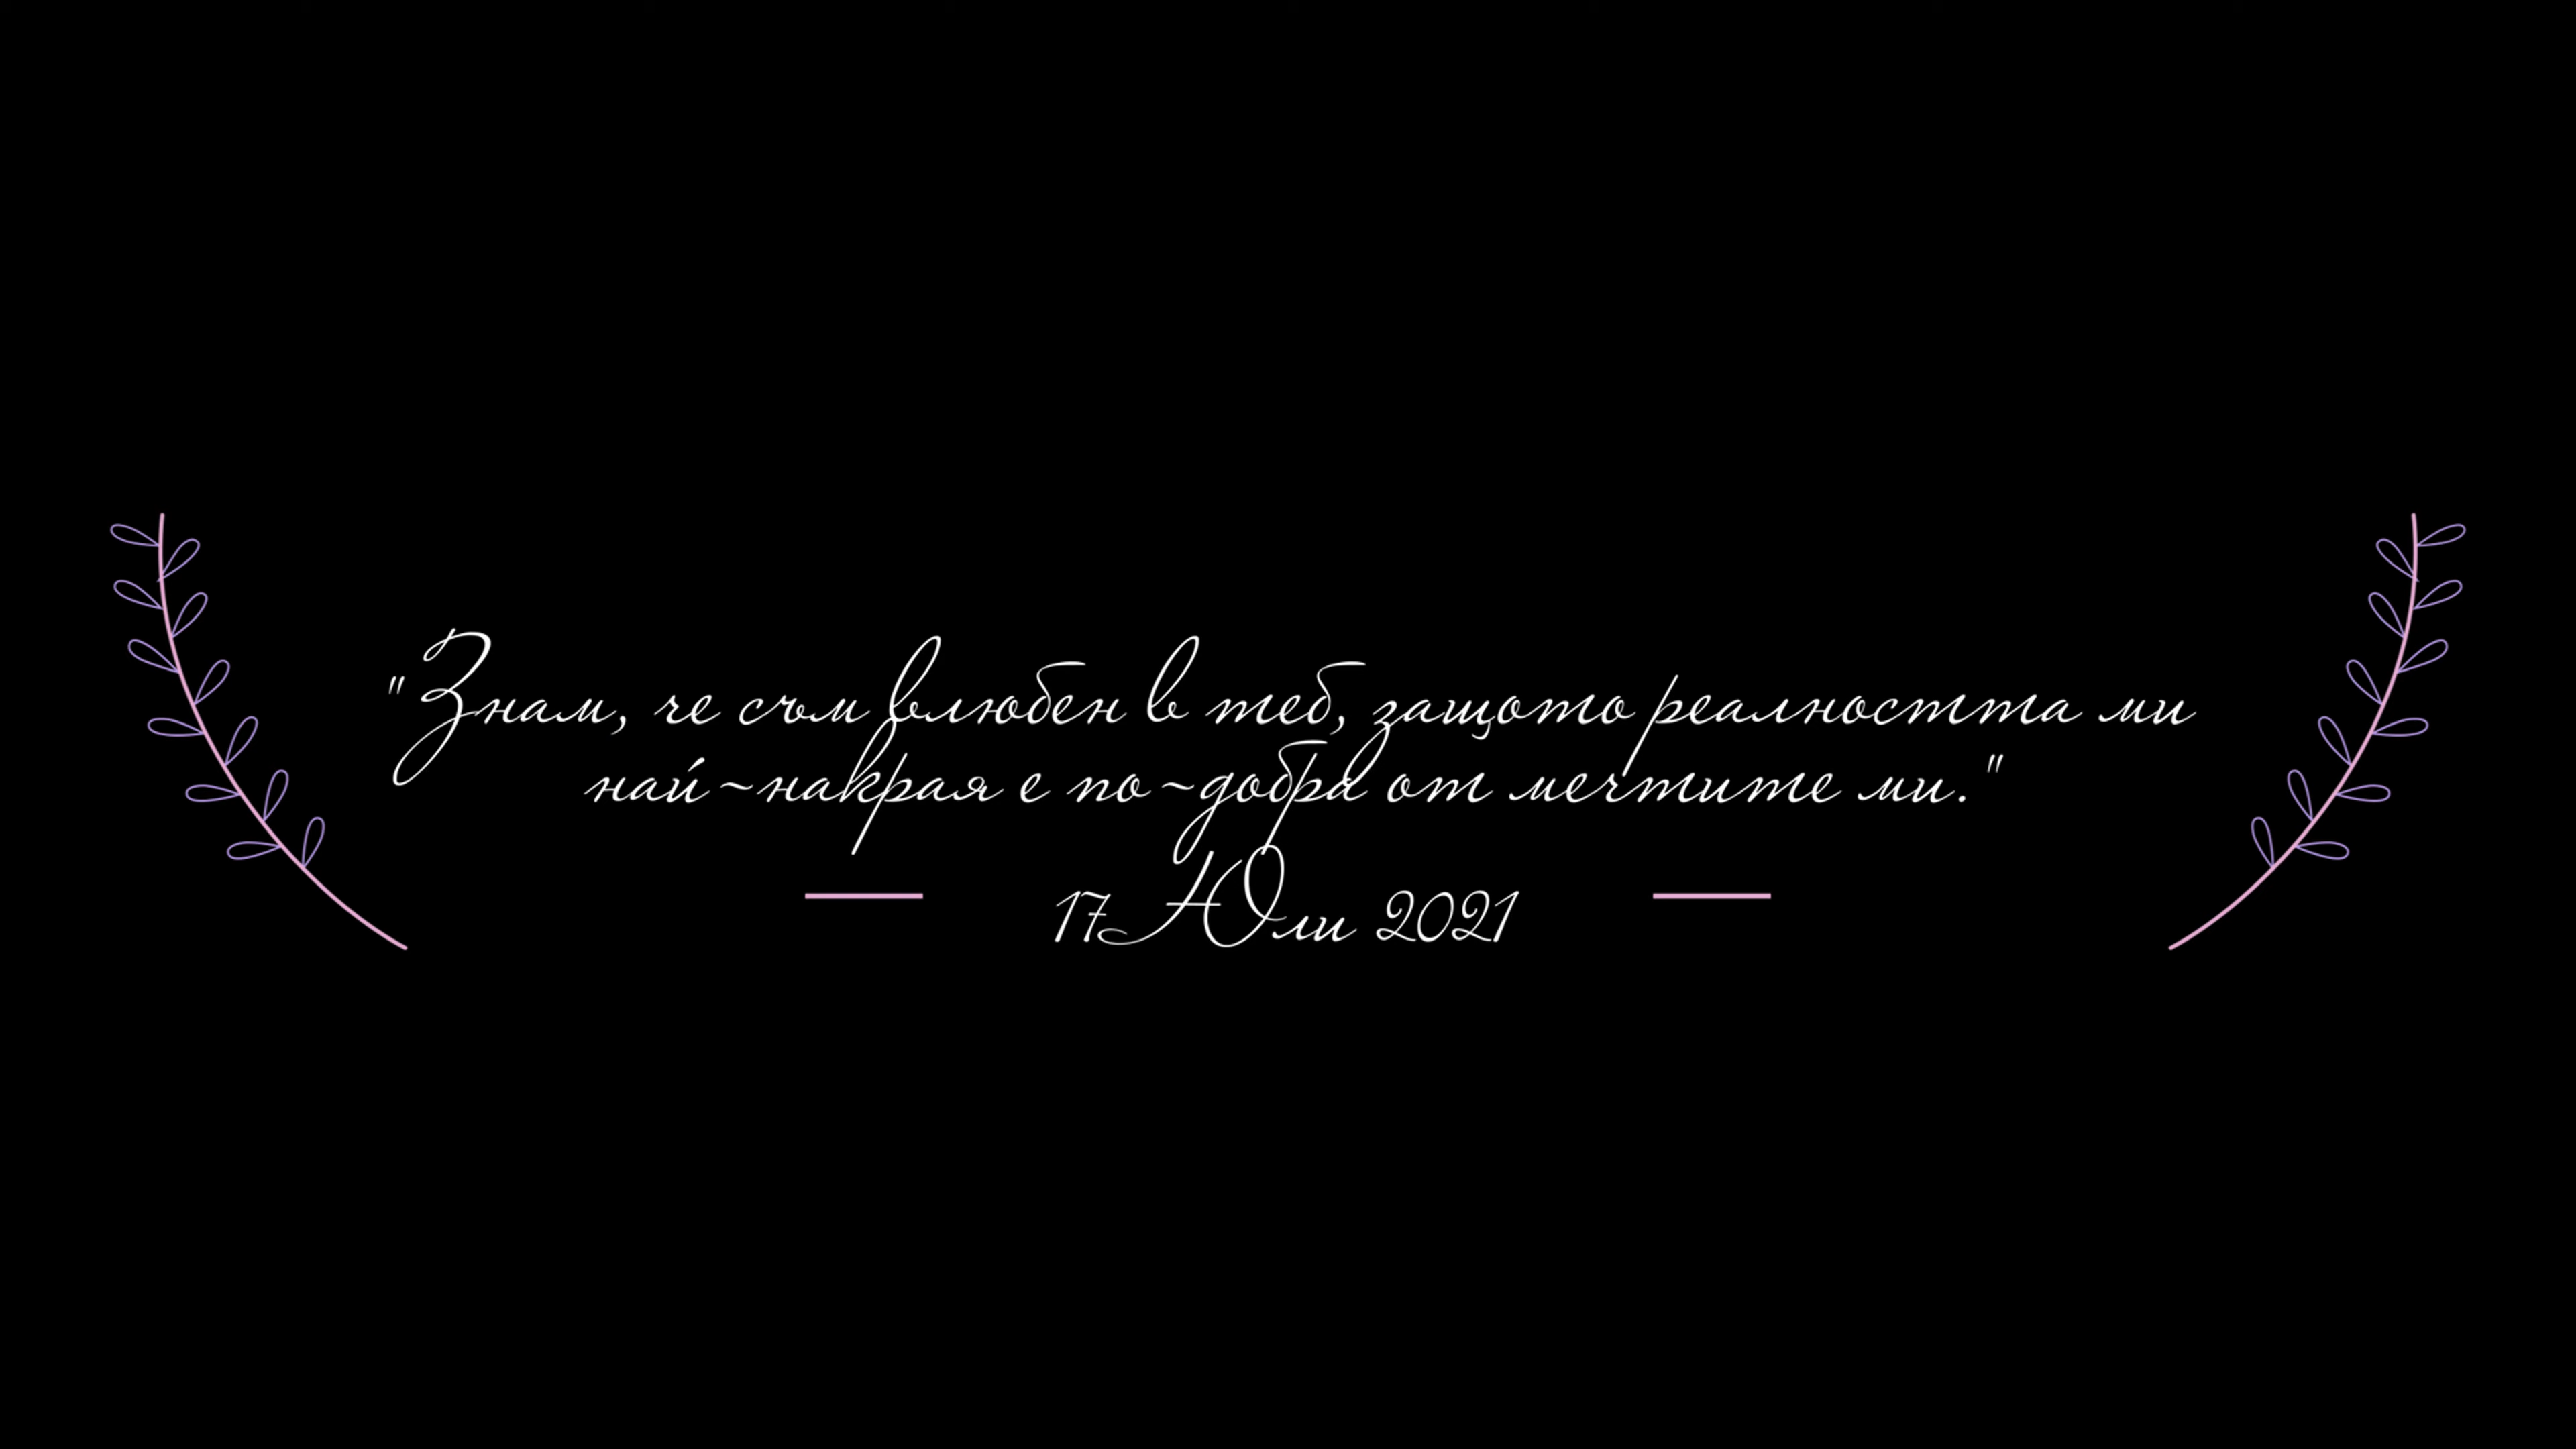 "Знам, че съм влюбен в теб, защото реалността ми
най-накрая е по-добра от мечтите ми."
17 Юли 2021